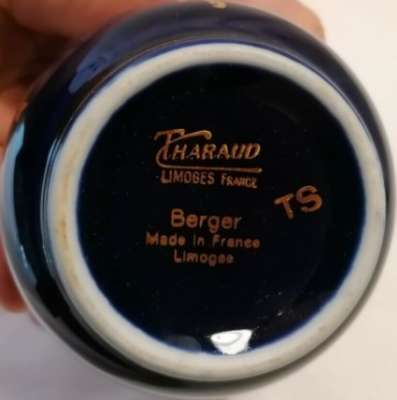 THARAUD
LIMOGES FRANCE
TS
Berger
Made in France
Limoges